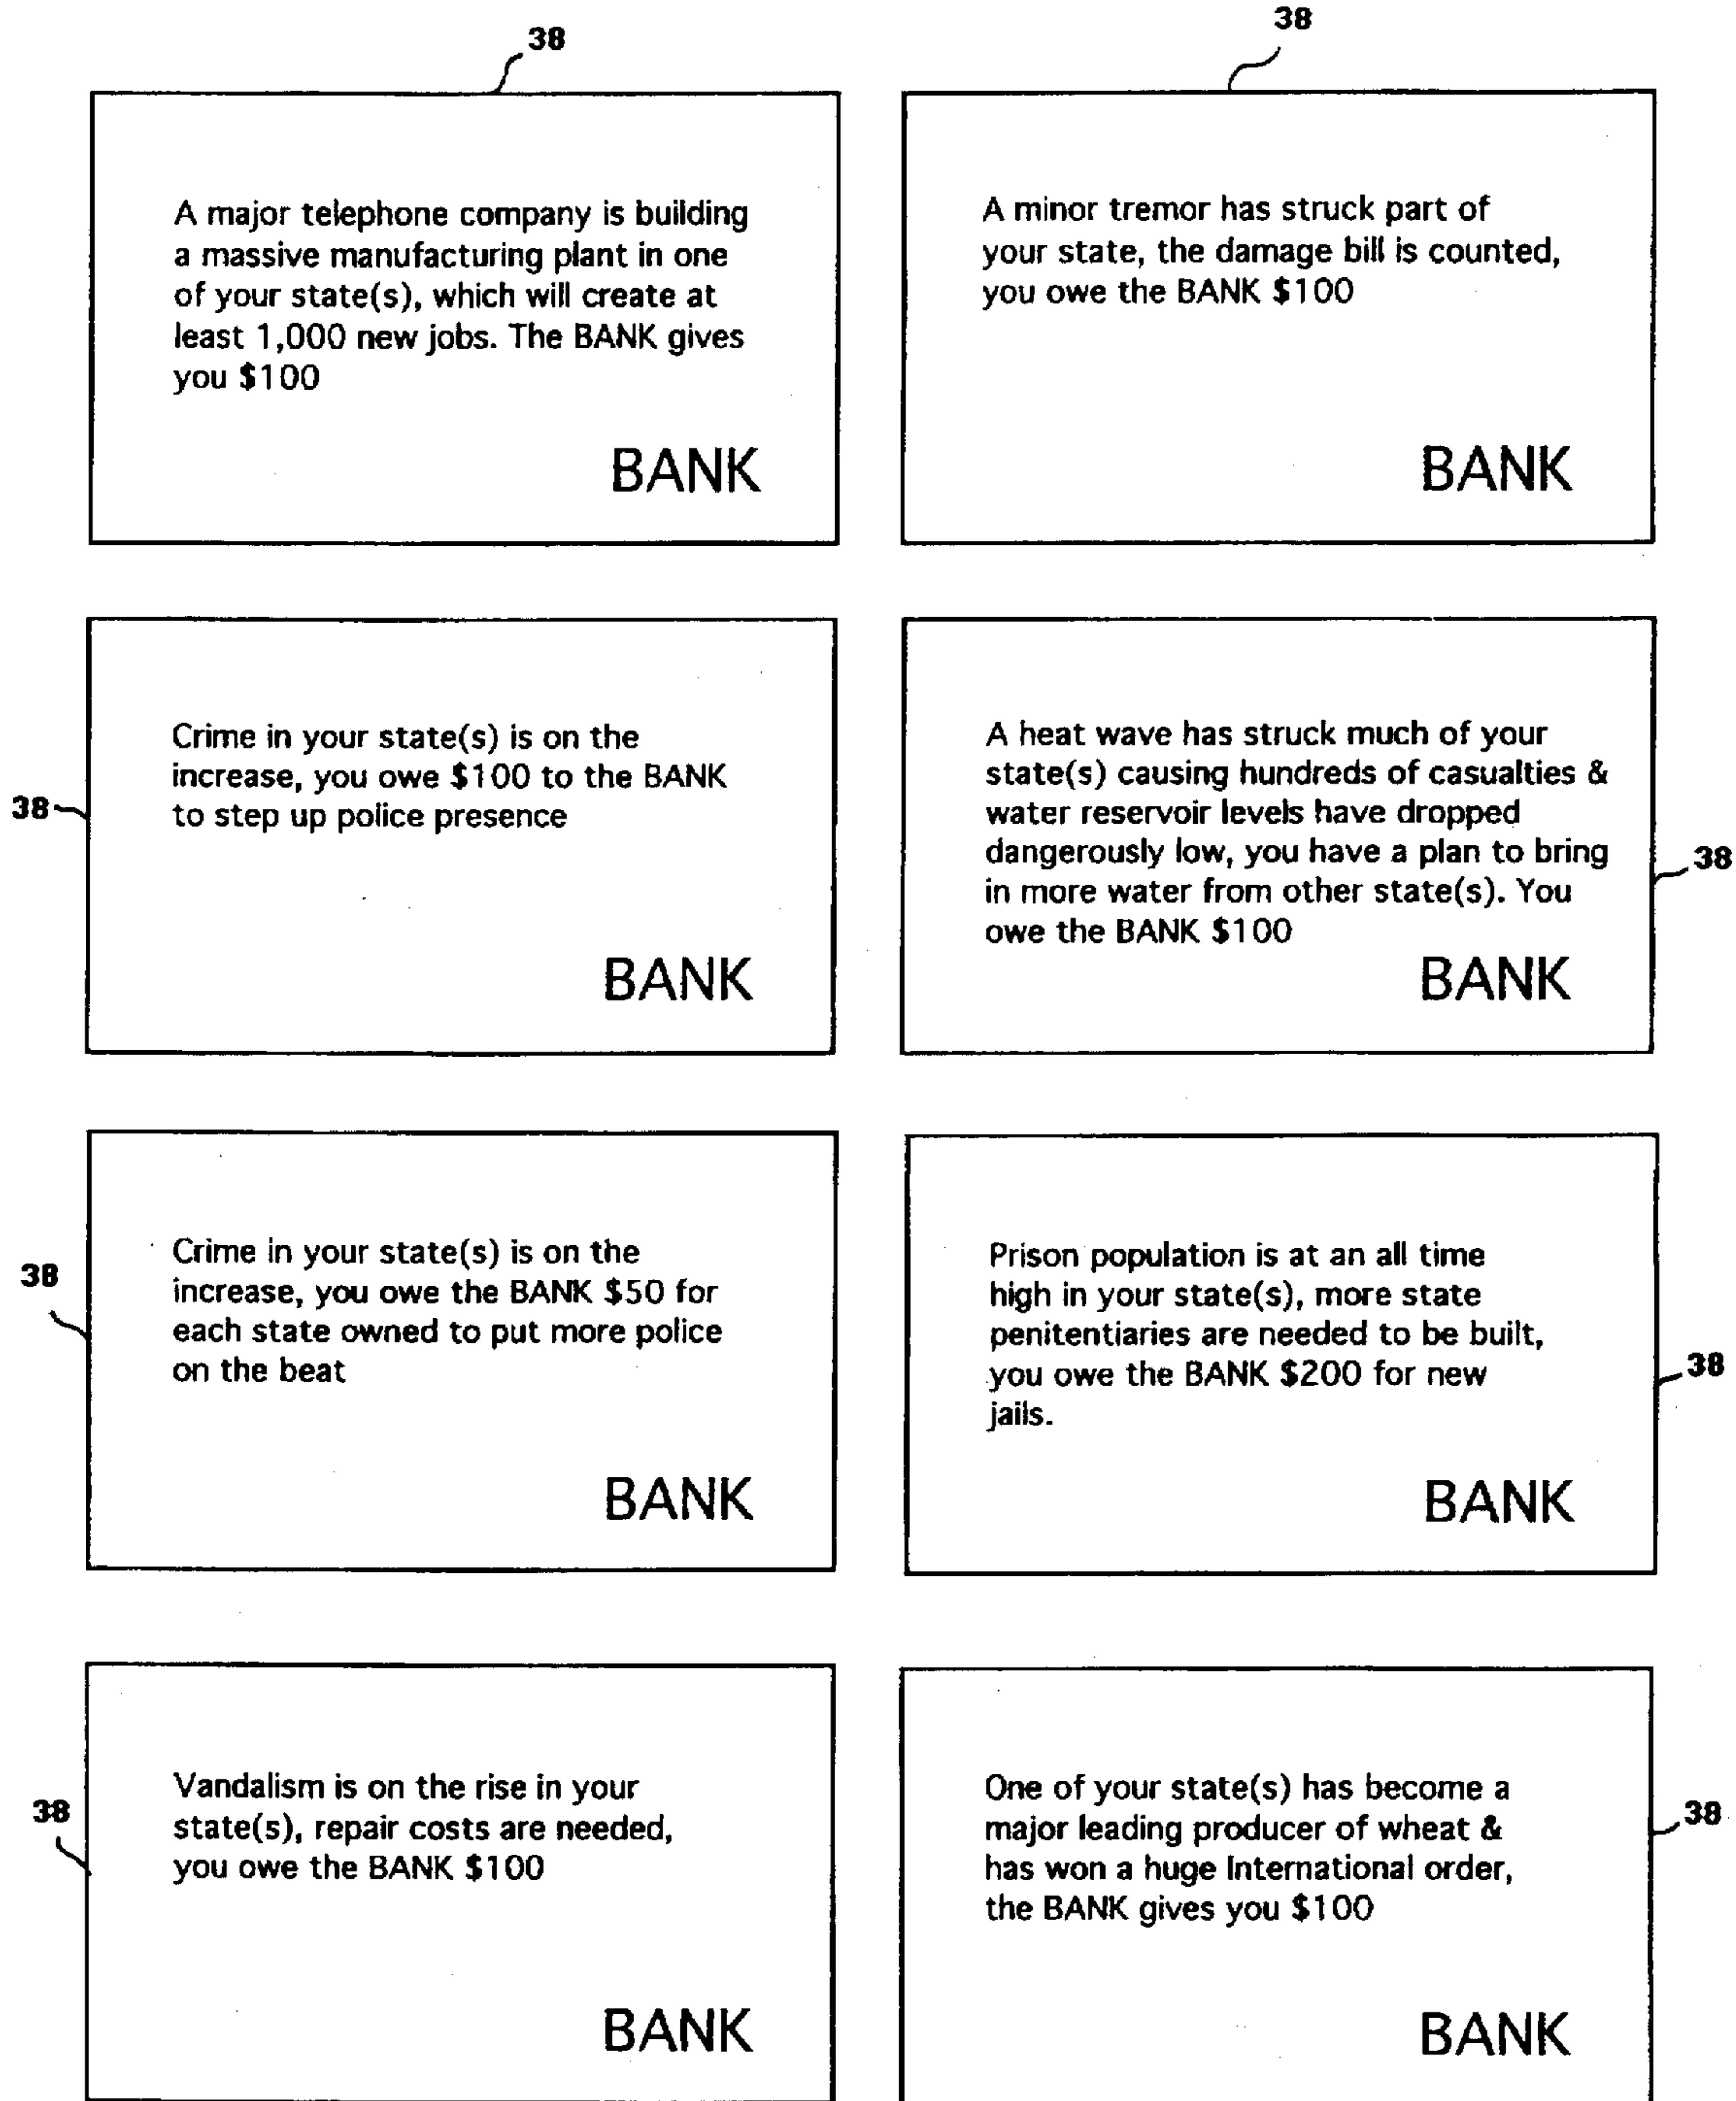 38
38
A major telephone company is building
a massive manufacturing plant in one
of your state(s), which will create at
least 1,000 new jobs. The BANK gives
you $100
BANK
A minor tremor has struck part of
your state, the damage bill is counted,
you owe the BANK $100
BANK
38
Crime in your state(s) is on the
increase, you owe $100 to the BANK
to step up police presence
BANK
A heat wave has struck much of your
state(s) causing hundreds of casualties &
water reservoir levels have dropped
dangerously low, you have a plan to bring
in more water from other state(s). You
owe the BANK $100
BANK
38
38
Crime in your state(s) is on the
increase, you owe the BANK $50 for
each state owned to put more police
on the beat
BANK
Prison population is at an all time
high in your state(s), more state
penitentiaries are needed to be built,
you owe the BANK $200 for new
jails.
BANK
38
38
Vandalism is on the rise in your
state(s), repair costs are needed,
you owe the BANK $100
BANK
One of your state(s) has become a
major leading producer of wheat &
has won a huge International order,
the BANK gives you $100
BANK
38